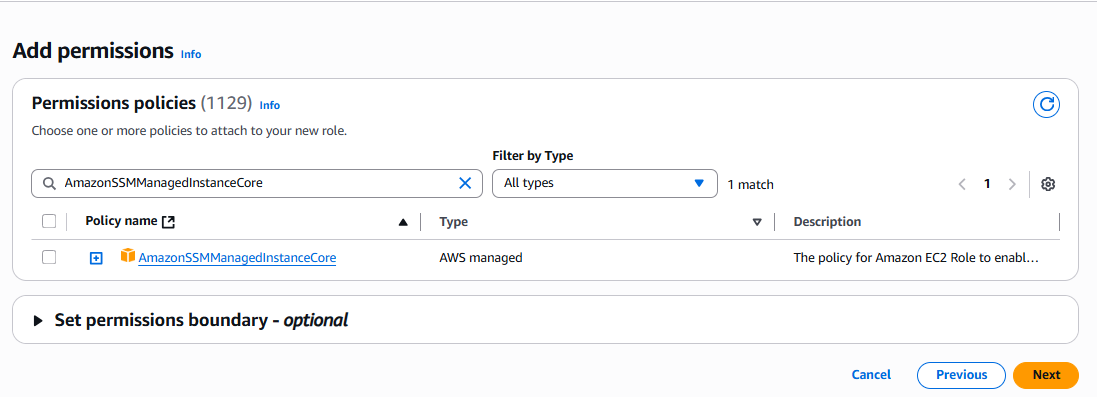 Add permissions Info
Permissions policies (1129) Info
Choose one or more policies to attach to your new role.
Filter by Type
AmazonSSMManagedInstanceCore All types 1 match 1
Policy name Type Description
AmazonSSMManagedInstanceCore AWS managed The policy for Amazon EC2 Role to enabl...
Set permissions boundary - optional
Cancel Previous Next